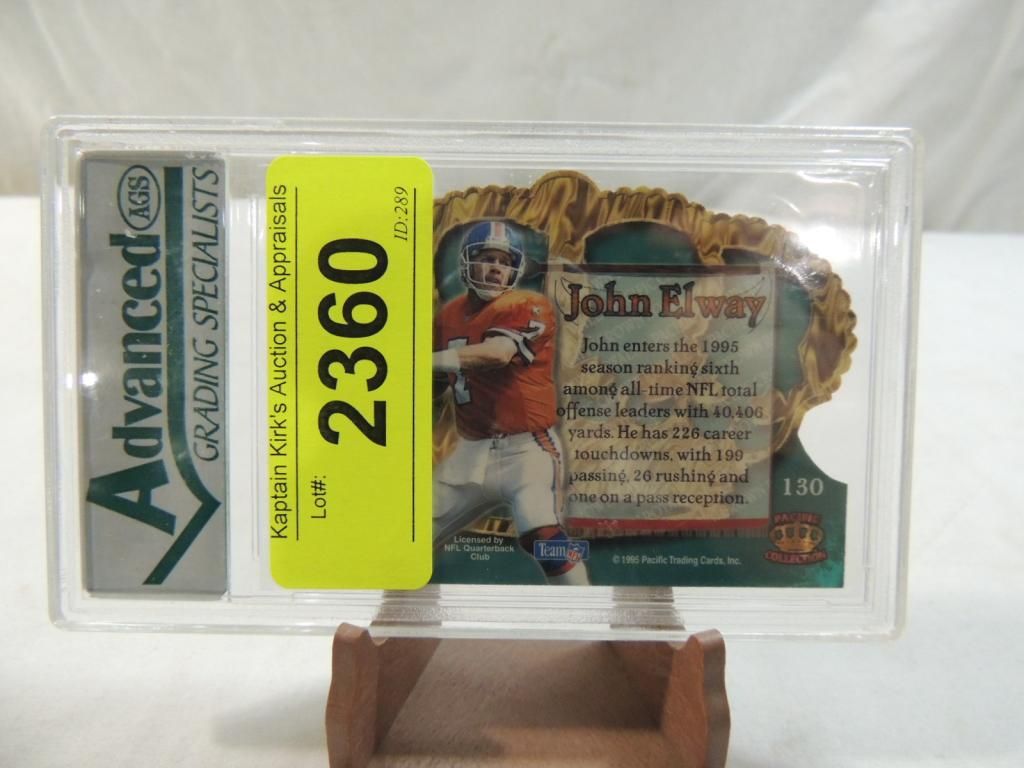 Advanced AGS
GRADING SPECIALISTS
Kaptain Kirk's Auction & Appraisals
Lot#:
2360
ID:289
John Elway
John enters the 1995
season ranking sixth
among all-time NFL total
offense leaders with 40,406
yards. He has 226 career
touchdowns, with 199
passing, 26 rushing and
one on a pass reception.
130
PACIFIC
COLLECTION
Licensed by
NFL Quarterback
Club
Team NFL
© 1995 Pacific Trading Cards, Inc.